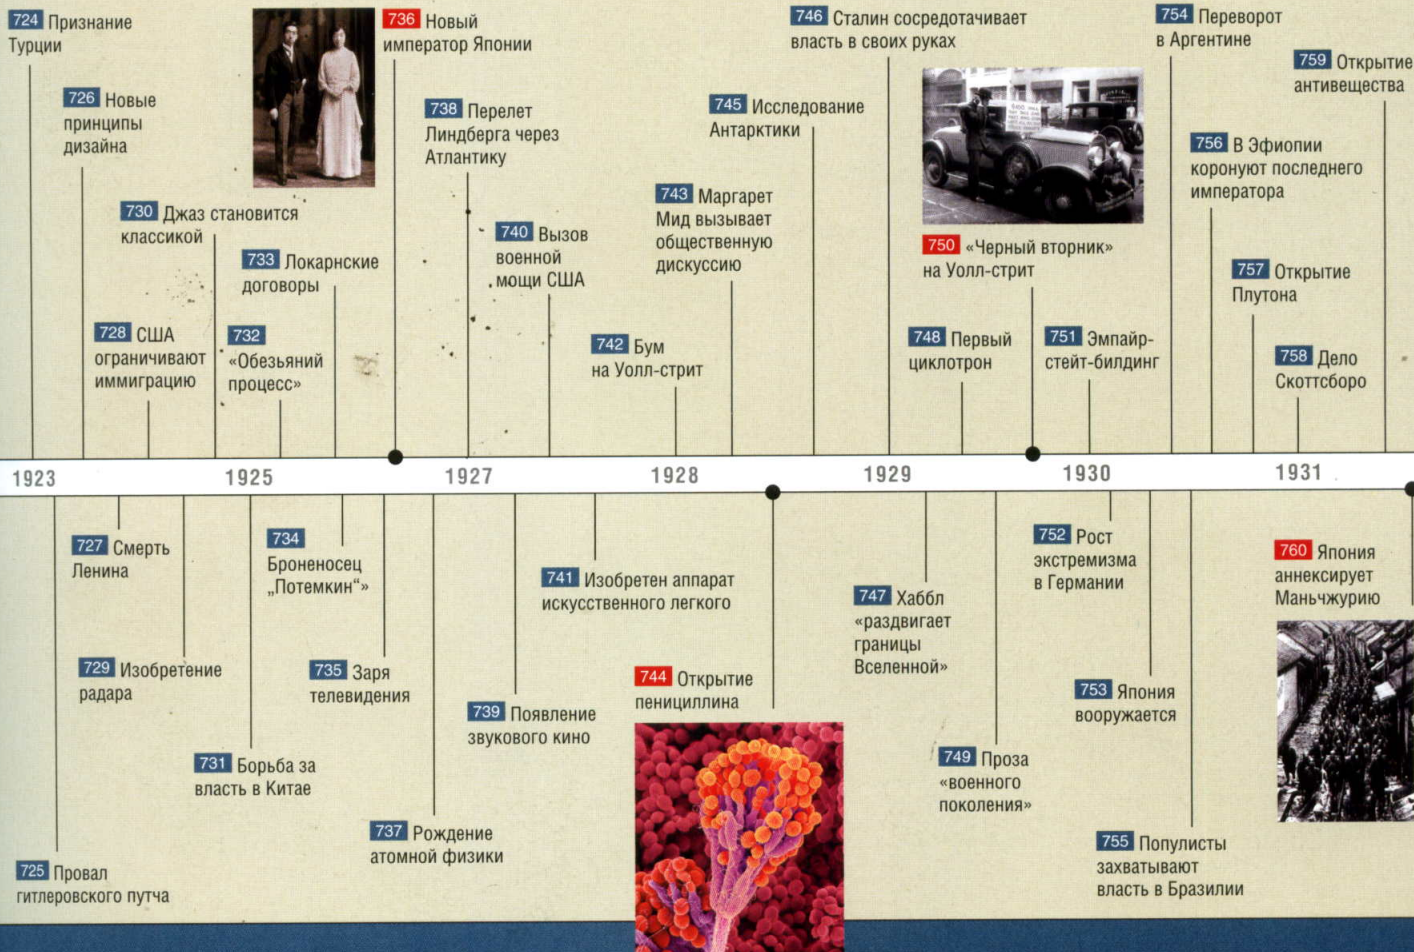 724 Признание
Турции
726 Новые
принципы
дизайна
730 Джаз становится
классикой
728 США
ограничивают
иммиграцию
733 Локарнские
договоры
732
«Обезьяний
процесс»
736 Новый
император Японии
738 Перелет
Линдберга через
Атлантику
740 Вызов
военной
мощи США
742 Бум
на Уолл-стрит
743 Маргарет
Мид вызывает
общественную
дискуссию
745 Исследование
Антарктики
746 Сталин сосредотачивает
власть в своих руках
750 «Черный вторник»
на Уолл-стрит
748 Первый
циклотрон
751 Эмпайр-
стейт-билдинг
754 Переворот
в Аргентине
759 Открытие
антивещества
756 В Эфиопии
коронуют последнего
императора
757 Открытие
Плутона
758 Дело
Скоттсборо
1923 1925 1927 1928 1929 1930 1931
727 Смерть
Ленина
729 Изобретение
радара
731 Борьба за
власть в Китае
725 Провал
гитлеровского путча
734
Броненосец
„Потемкин“»
735 Заря
телевидения
737 Рождение
атомной физики
741 Изобретен аппарат
искусственного легкого
739 Появление
звукового кино
744 Открытие
пенициллина
747 Хаббл
«раздвигает
границы
Вселенной»
749 Проза
«военного
поколения»
752 Рост
экстремизма
в Германии
753 Япония
вооружается
755 Популисты
захватывают
власть в Бразилии
760 Япония
аннексирует
Маньчжурию